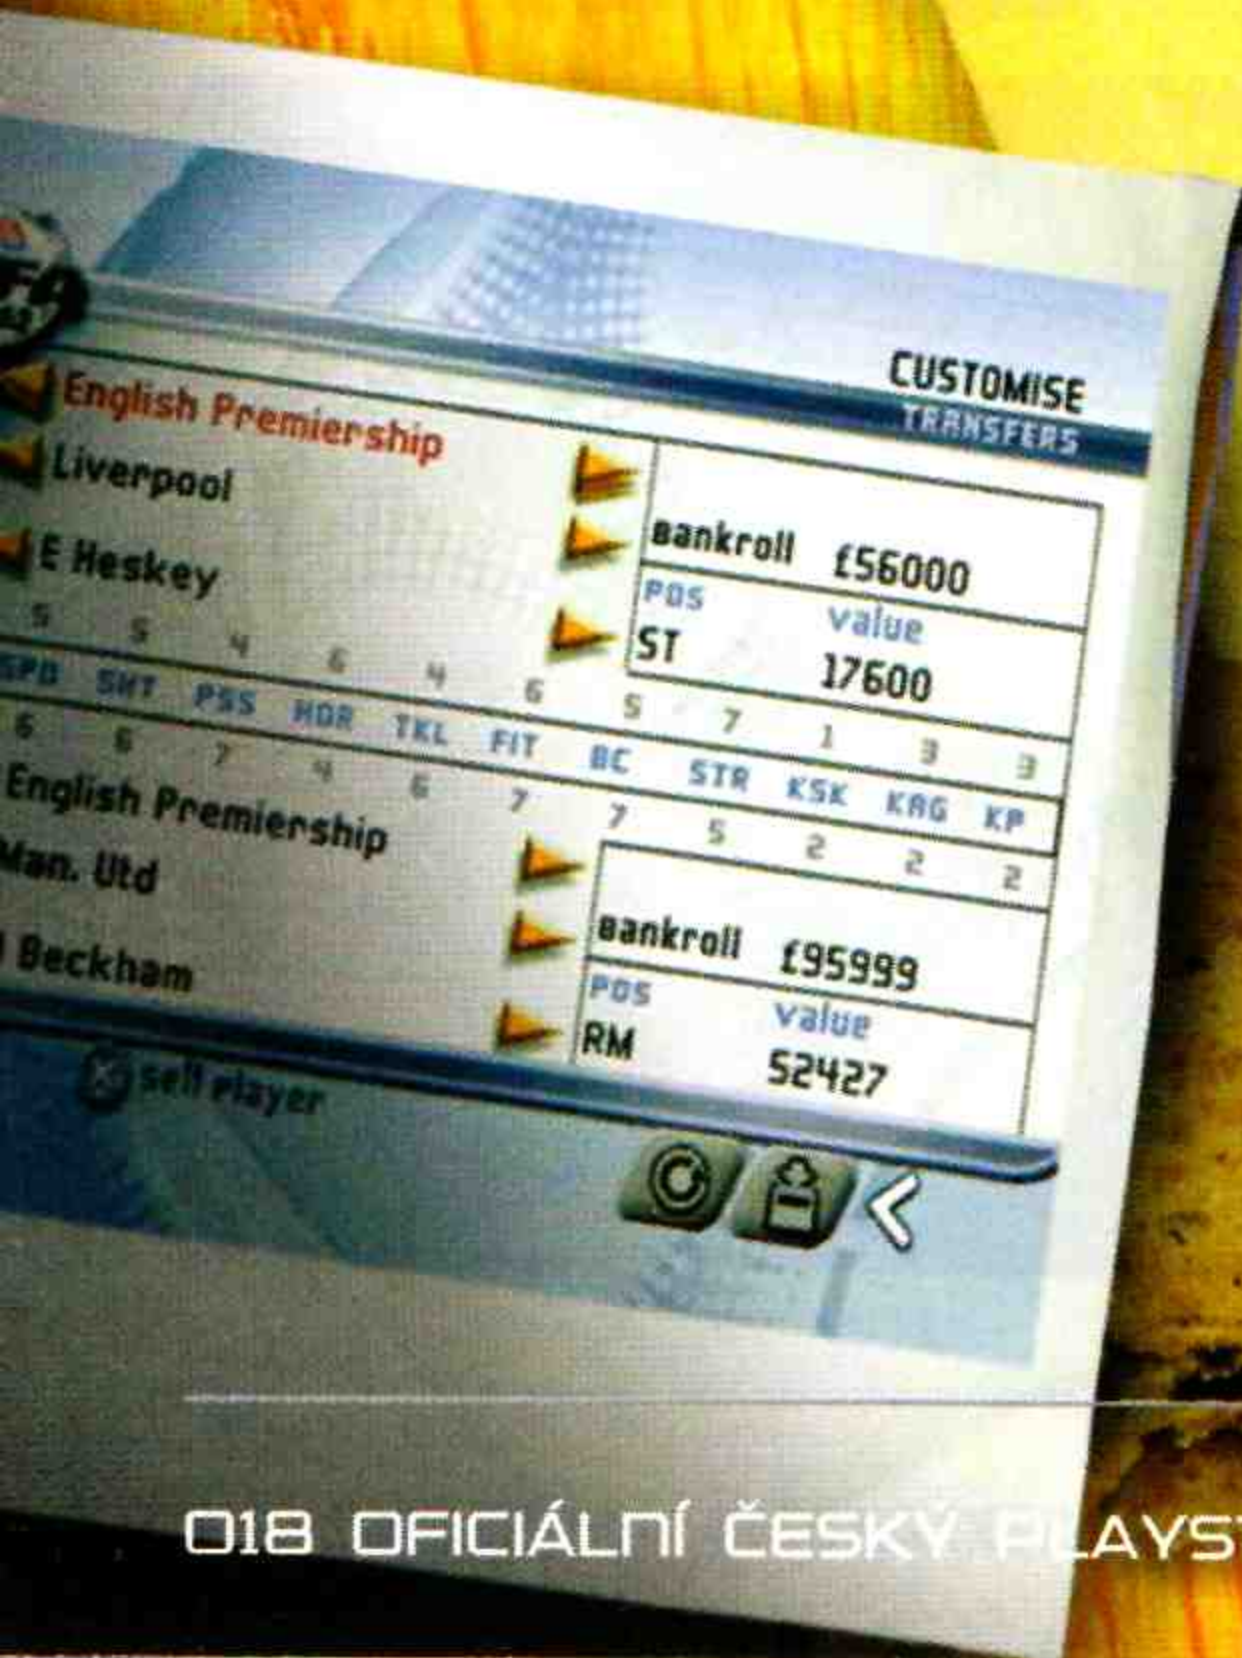 CUSTOMISE
TRANSFERS
English Premiership
Liverpool
Bankroll £56000
E Heskey
POS value
ST 17600
5 5 4 6 4 6 5 7 1 3 3
SPD SHT PSS HDR TKL FIT BC STR KSK KAG KP
6 6 7 4 6 7 7 5 2 2 2
English Premiership
Man. Utd
Bankroll £95999
Beckham
POS value
RM 52427
sell player
018 OFICIÁLNÍ ČESKÝ PLAYS